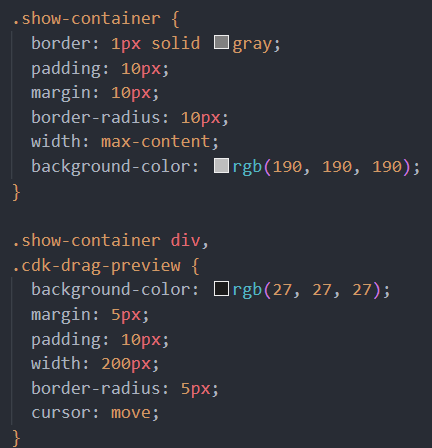 .show-container {
  border: 1px solid gray;
  padding: 10px;
  margin: 10px;
  border-radius: 10px;
  width: max-content;
  background-color: rgb(190, 190, 190);
}

.show-container div,
.cdk-drag-preview {
  background-color: rgb(27, 27, 27);
  margin: 5px;
  padding: 10px;
  width: 200px;
  border-radius: 5px;
  cursor: move;
}